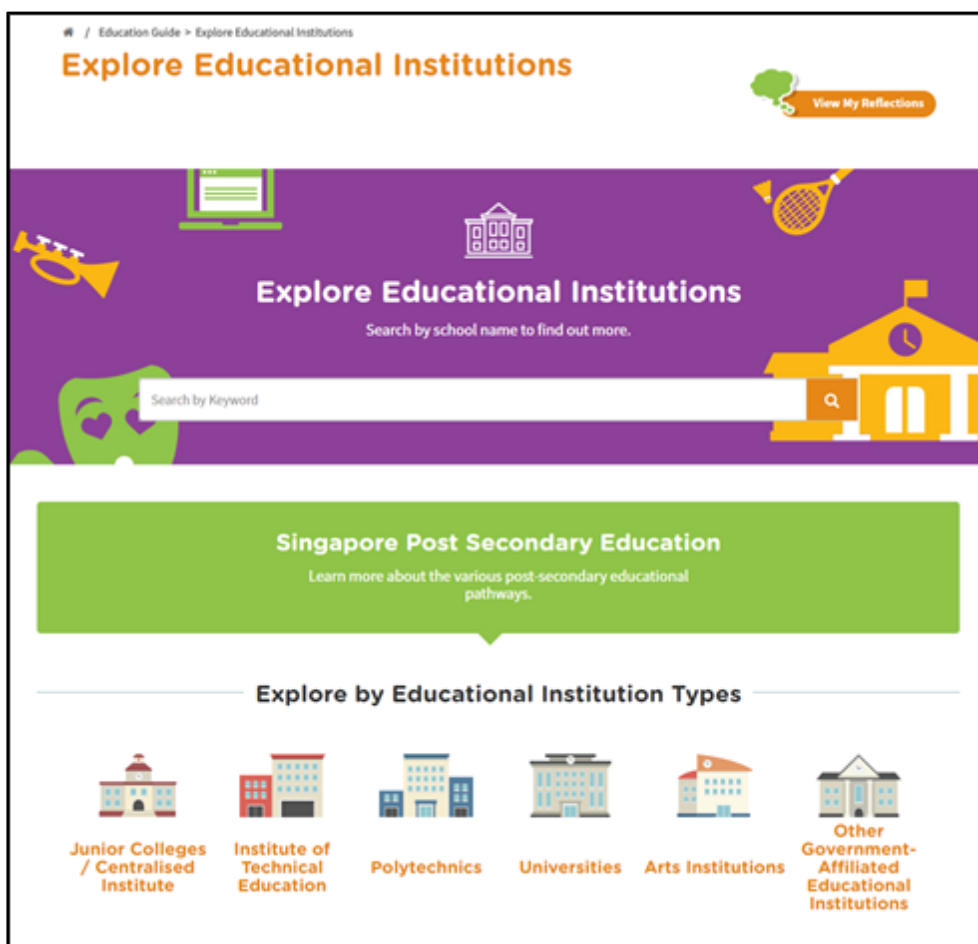 / Education Guide > Explore Educational Institutions
Explore Educational Institutions
View My Reflections
Explore Educational Institutions
Search by school name to find out more.
Search by Keyword
Singapore Post Secondary Education
Learn more about the various post-secondary educational
pathways.
Explore by Educational Institution Types
Junior Colleges
/ Centralised
Institute
Institute of
Technical
Education
Polytechnics
Universities
Arts Institutions
Other
Government-
Affiliated
Educational
Institutions